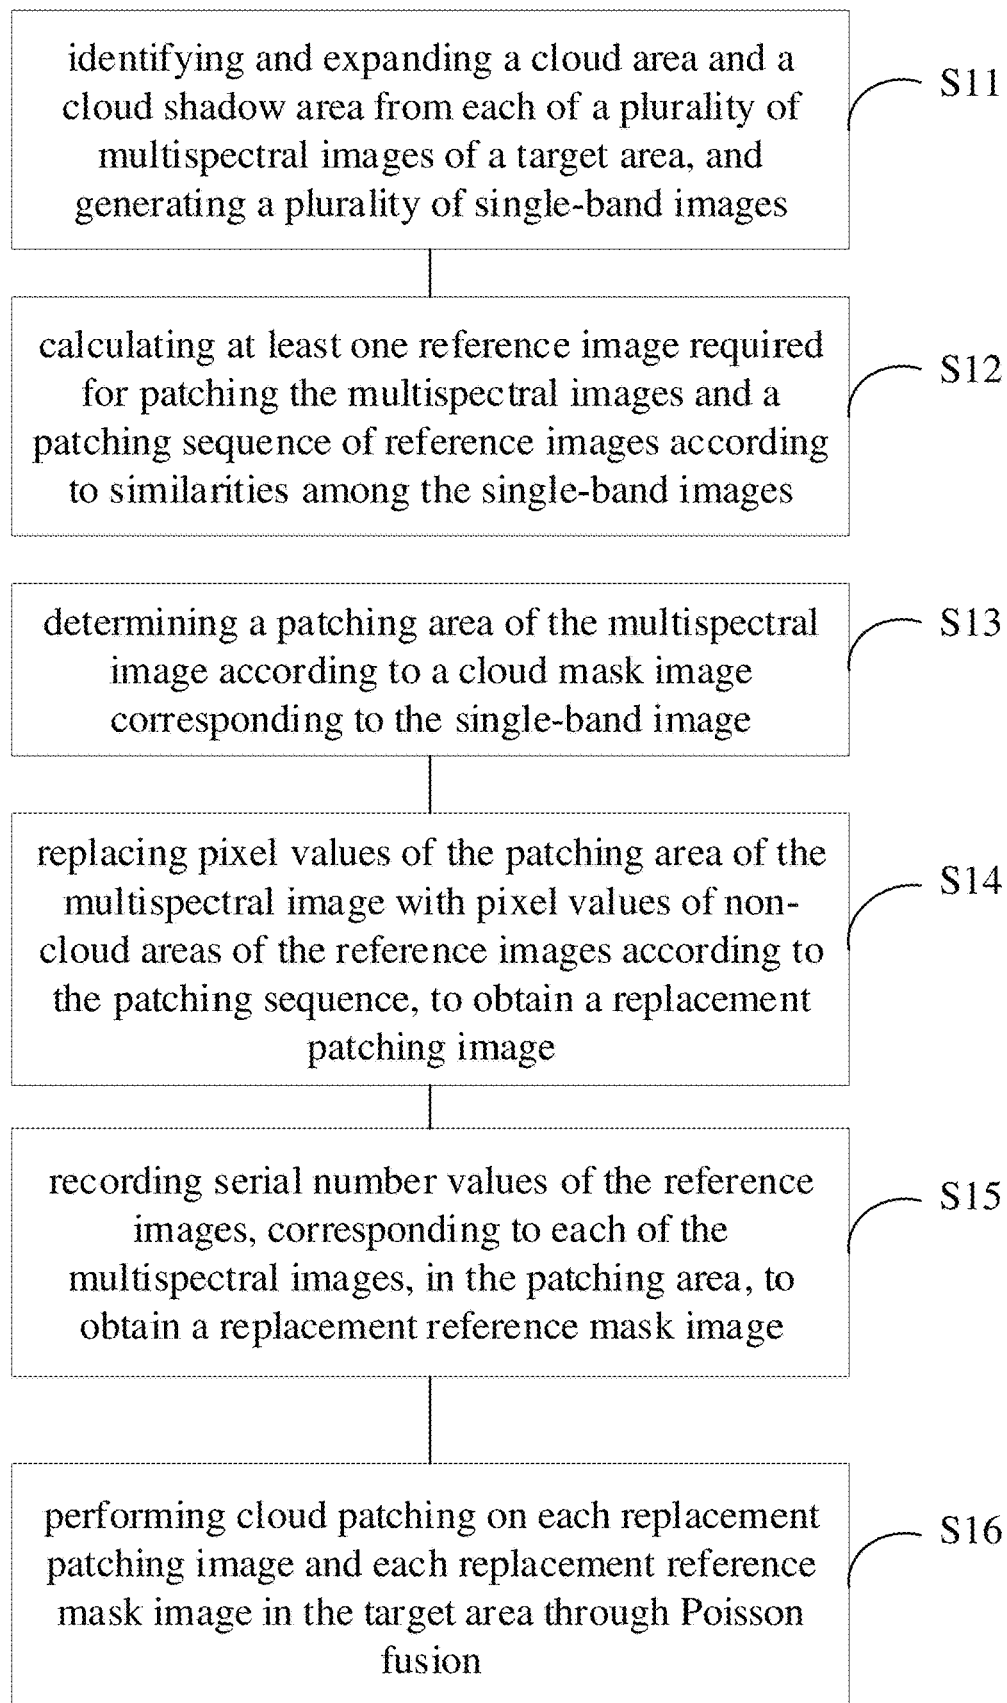 identifying and expanding a cloud area and a
cloud shadow area from each of a plurality of
multispectral images of a target area, and
generating a plurality of single-band images
S11
calculating at least one reference image required
for patching the multispectral images and a
patching sequence of reference images according
to similarities among the single-band images
S12
determining a patching area of the multispectral
image according to a cloud mask image
corresponding to the single-band image
S13
replacing pixel values of the patching area of the
multispectral image with pixel values of non-
cloud areas of the reference images according to
the patching sequence, to obtain a replacement
patching image
S14
recording serial number values of the reference
images, corresponding to each of the
multispectral images, in the patching area, to
obtain a replacement reference mask image
S15
performing cloud patching on each replacement
patching image and each replacement reference
mask image in the target area through Poisson
fusion
S16